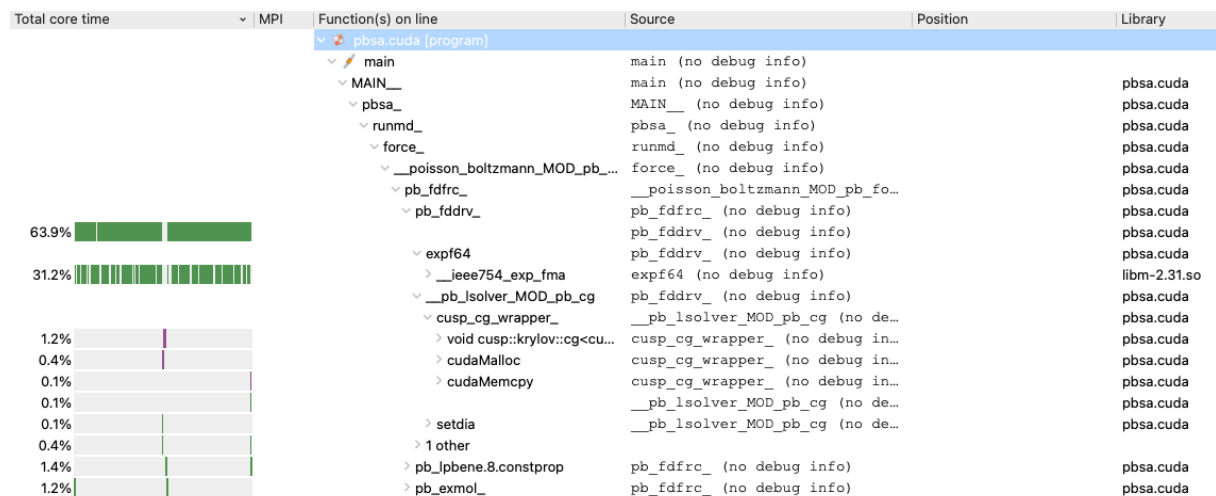 Total core time MPI Function(s) on line Source Position Library
pbsa.cuda [program]
main main (no debug info)
MAIN__ main (no debug info) pbsa.cuda
pbsa_ MAIN__ (no debug info) pbsa.cuda
runmd_ pbsa_ (no debug info) pbsa.cuda
force_ runmd_ (no debug info) pbsa.cuda
__poisson_boltzmann_MOD_pb_... force_ (no debug info) pbsa.cuda
pb_fdfrc_ __poisson_boltzmann_MOD_pb_fo… pbsa.cuda
pb_fddrv_ pb_fdfrc_ (no debug info) pbsa.cuda
63.9% pb_fddrv_ (no debug info) pbsa.cuda
expf64 pb_fddrv_ (no debug info) pbsa.cuda
31.2% __ieee754_exp_fma expf64 (no debug info) libm-2.31.so
__pb_lsolver_MOD_pb_cg pb_fddrv_ (no debug info) pbsa.cuda
cusp_cg_wrapper_ __pb_lsolver_MOD_pb_cg (no de… pbsa.cuda
1.2% void cusp::krylov::cg<cu... cusp_cg_wrapper_ (no debug in… pbsa.cuda
0.4% cudaMalloc cusp_cg_wrapper_ (no debug in… pbsa.cuda
0.1% cudaMemcpy cusp_cg_wrapper_ (no debug in… pbsa.cuda
0.1% __pb_lsolver_MOD_pb_cg (no de… pbsa.cuda
0.1% setdia __pb_lsolver_MOD_pb_cg (no de… pbsa.cuda
0.4% 1 other
1.4% pb_lpbene.8.constprop pb_fdfrc_ (no debug info) pbsa.cuda
1.2% pb_exmol_ pb_fdfrc_ (no debug info) pbsa.cuda